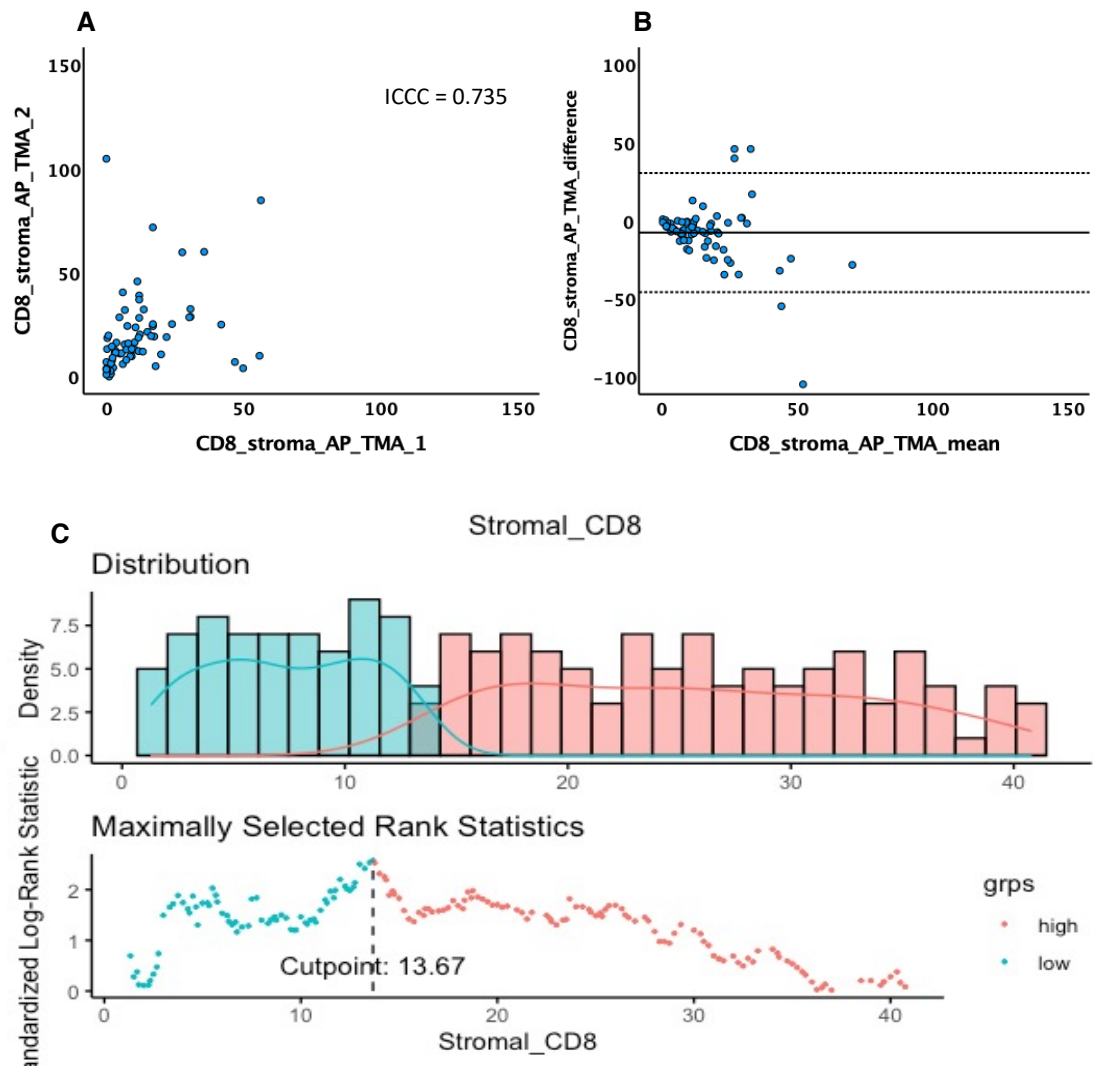 A
B
150
100
50
0
CD8_stroma_AP_TMA_2
ICCC = 0.735
0 50 100 150
CD8_stroma_AP_TMA_1
100
50
0
−50
−100
CD8_stroma_AP_TMA_difference
0 50 100 150
CD8_stroma_AP_TMA_mean
C
Stromal_CD8
Distribution
7.5
5.0
2.5
0.0
Density
0 10 20 30 40
Maximally Selected Rank Statistics
2
1
0
andardized Log-Rank Statistic
Cutpoint: 13.67
0 10 20 30 40
Stromal_CD8
grps
high
low